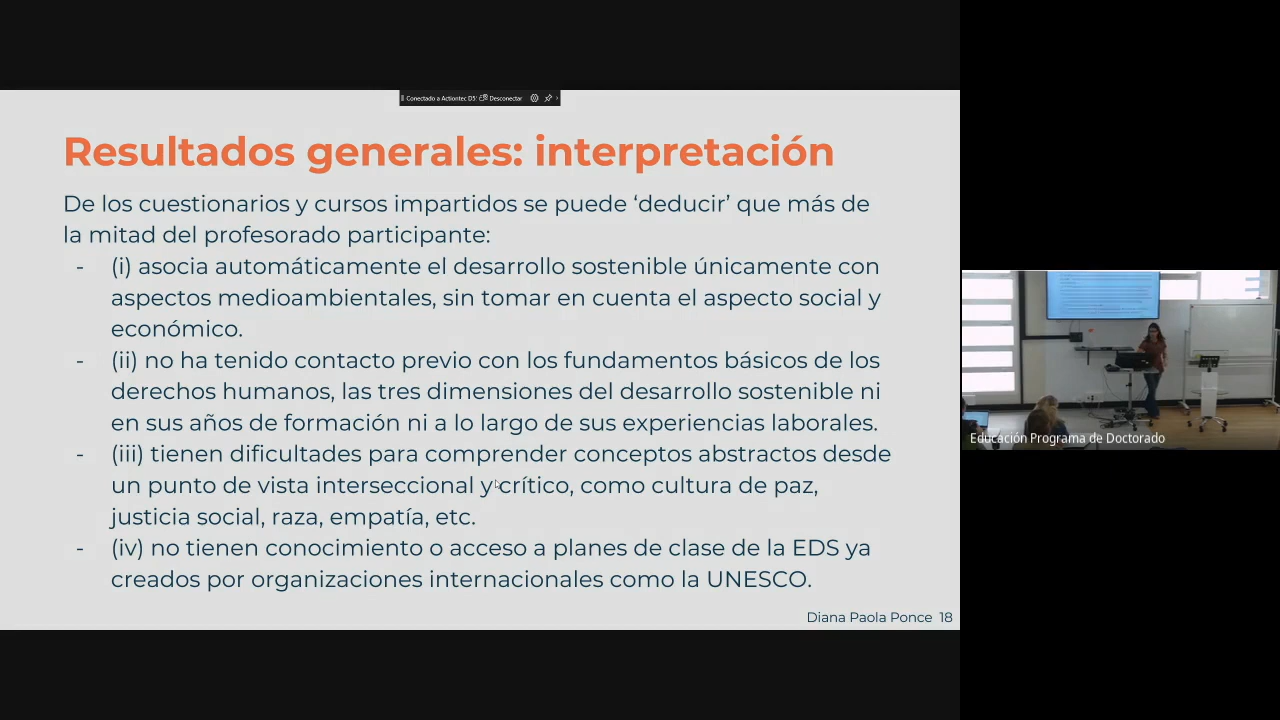 Conectado a Actiontec D5 Desconectar
Resultados generales: interpretación
De los cuestionarios y cursos impartidos se puede ‘deducir’ que más de
la mitad del profesorado participante:
- (i) asocia automáticamente el desarrollo sostenible únicamente con
aspectos medioambientales, sin tomar en cuenta el aspecto social y
económico.
- (ii) no ha tenido contacto previo con los fundamentos básicos de los
derechos humanos, las tres dimensiones del desarrollo sostenible ni
en sus años de formación ni a lo largo de sus experiencias laborales.
- (iii) tienen dificultades para comprender conceptos abstractos desde
un punto de vista interseccional y crítico, como cultura de paz,
justicia social, raza, empatía, etc.
- (iv) no tienen conocimiento o acceso a planes de clase de la EDS ya
creados por organizaciones internacionales como la UNESCO.
Diana Paola Ponce 18
Educación Programa de Doctorado